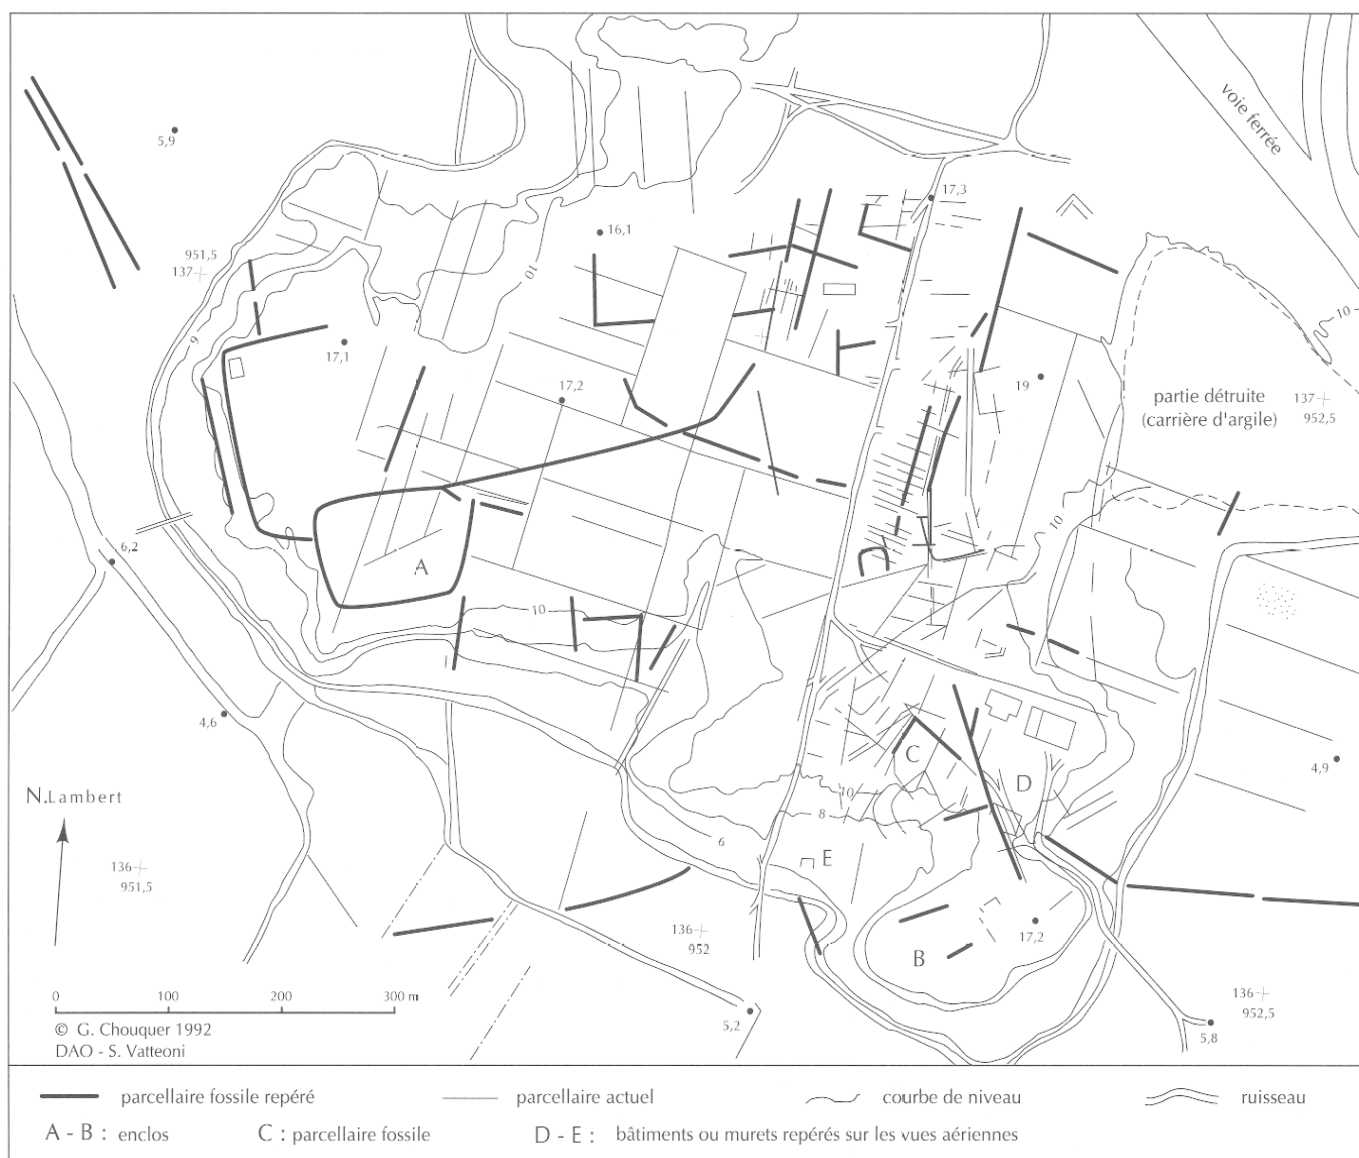 voie ferrée
5,9
17,3
16,1
951,5
137
10
10
9
17,1
17,2
19
partie détruite
(carrière d'argile)
137
952,5
10
6,2
A
10
4,6
C
D
4,9
N.Lambert
10
8
6
E
136
951,5
136
952
17,2
B
136
952,5
0 100 200 300 m
5,2
5,8
© G. Chouquer 1992
DAO - S. Vatteoni
parcellaire fossile repéré
parcellaire actuel
courbe de niveau
ruisseau
A - B : enclos
C : parcellaire fossile
D - E : bâtiments ou murets repérés sur les vues aériennes